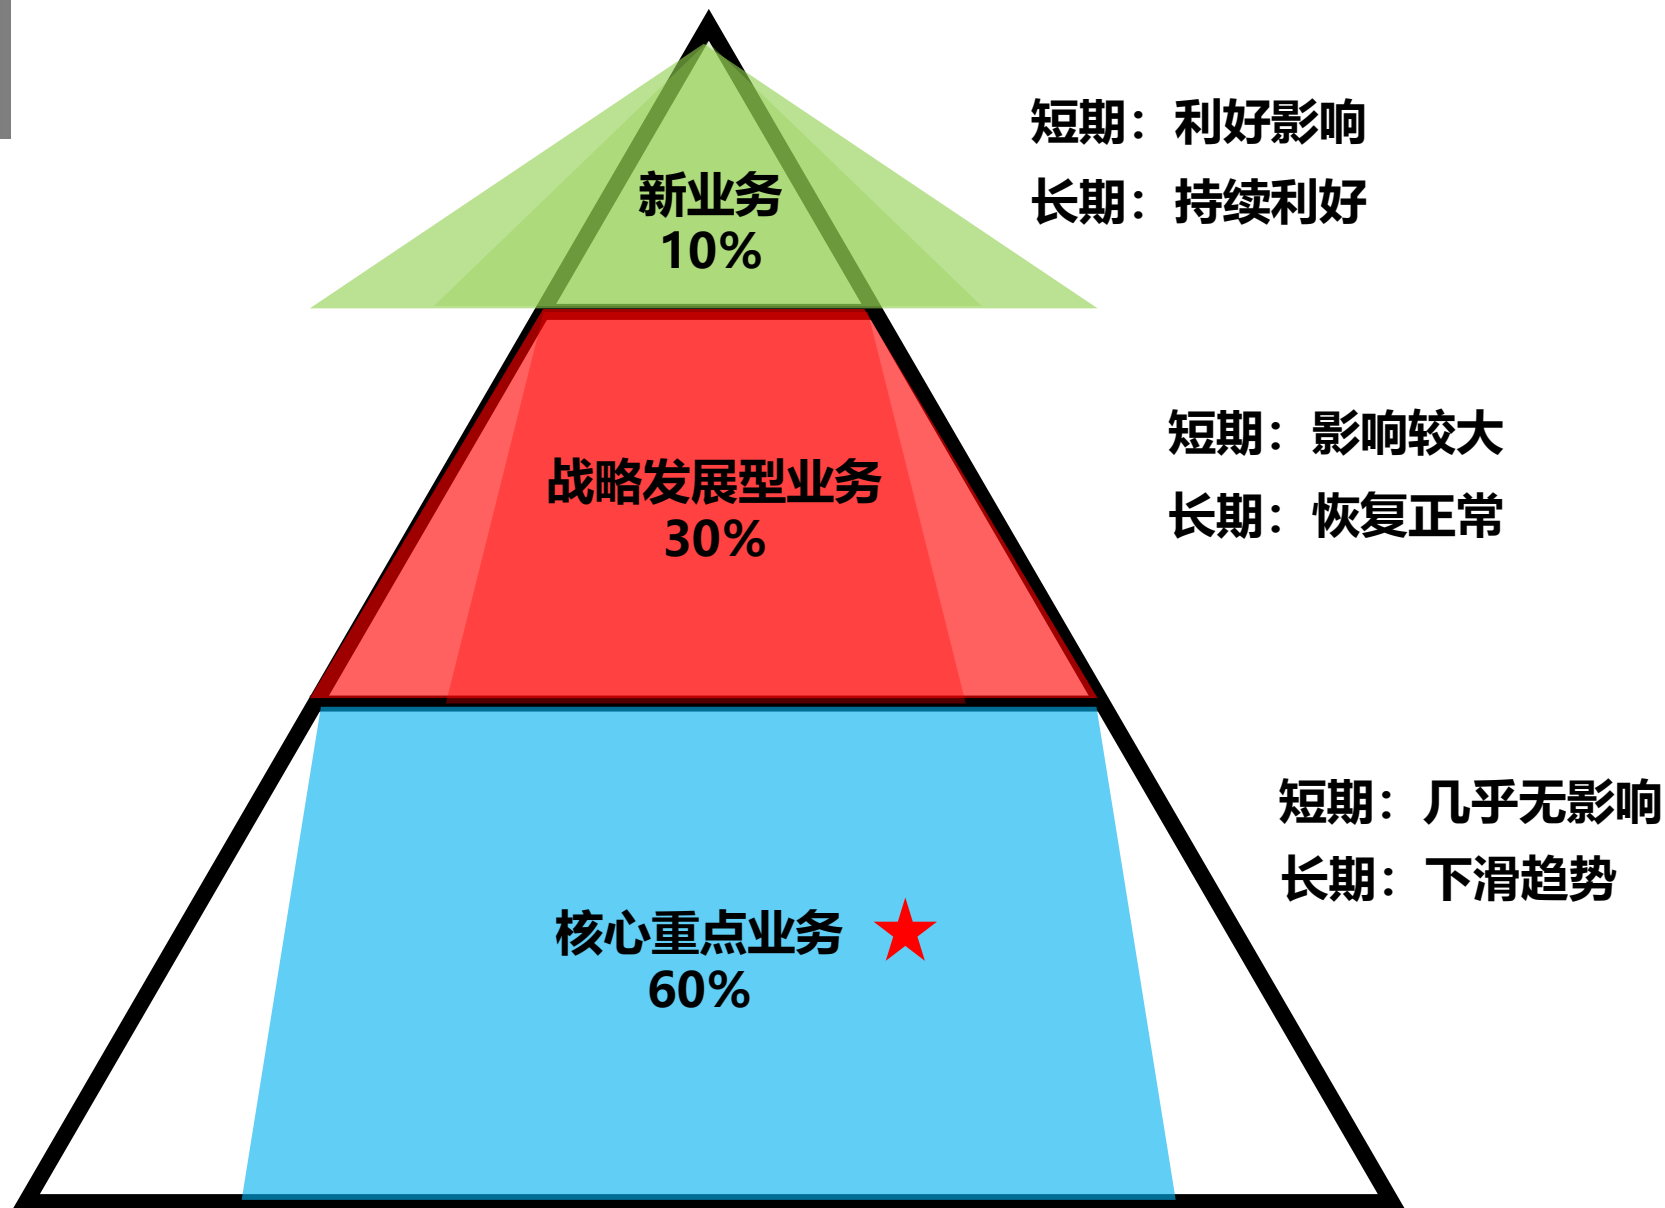 新业务
10%
短期：利好影响
长期：持续利好
战略发展型业务
30%
短期：影响较大
长期：恢复正常
核心重点业务
60%
短期：几乎无影响
长期：下滑趋势